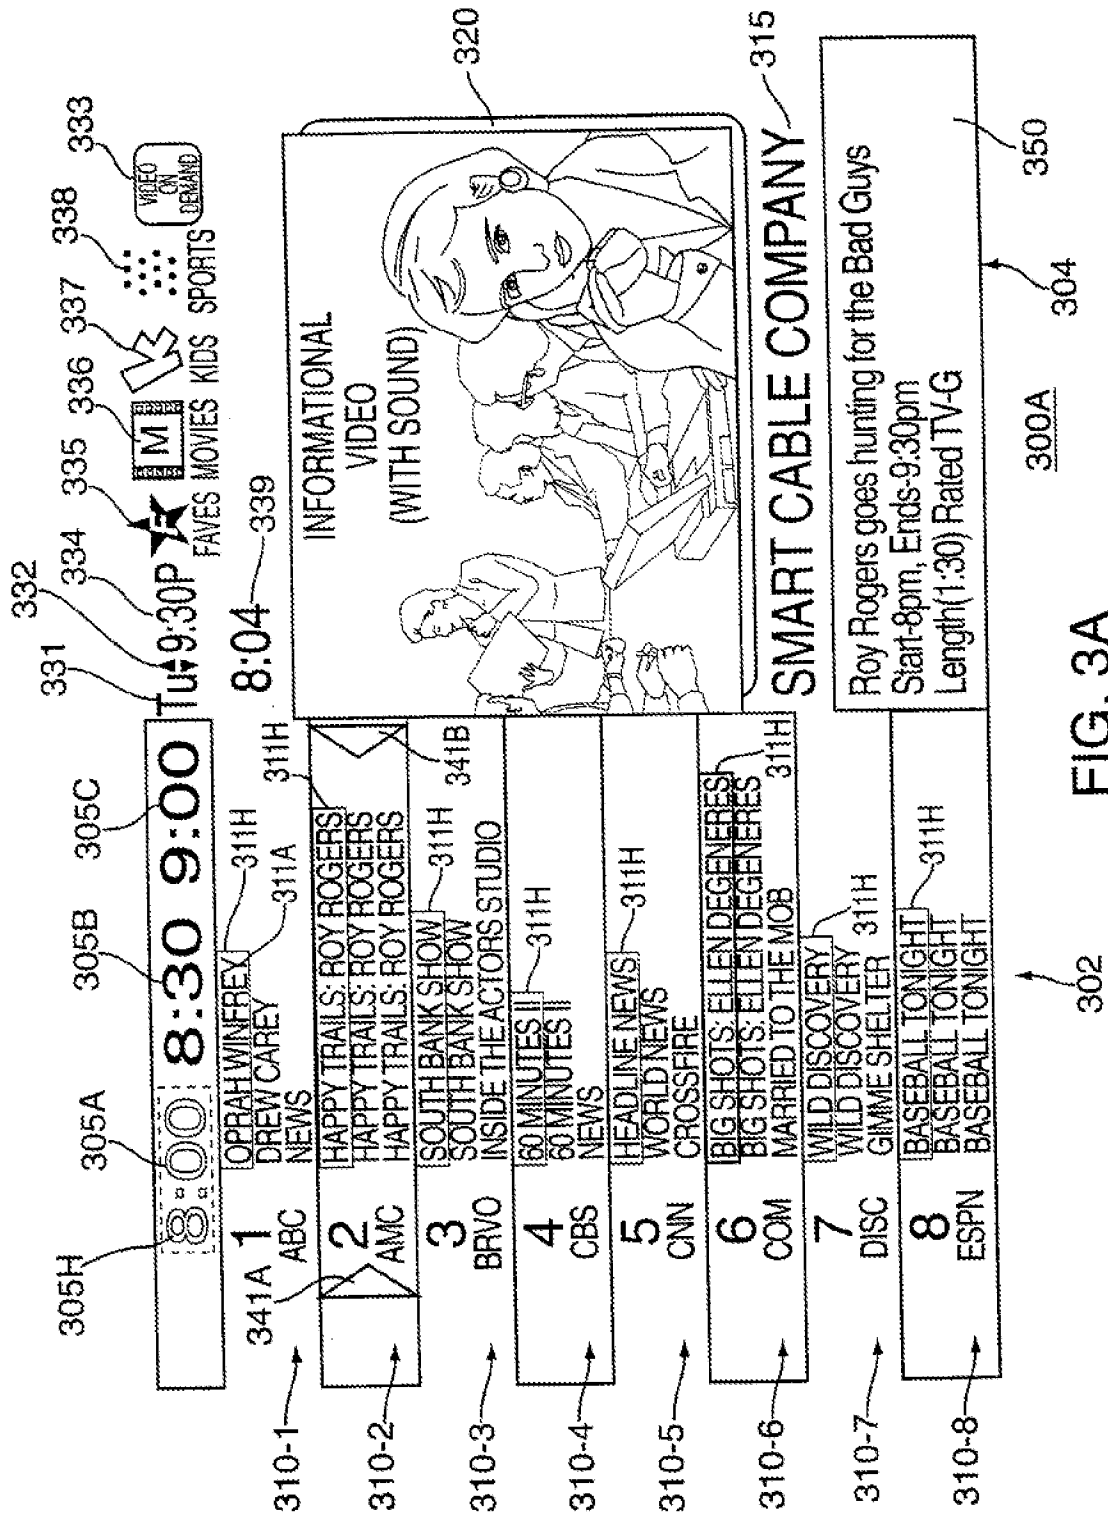 333
338
337
336
335
334
332
331
VIDEO
ON
DEMAND
Tu 9:30P
F
M
K
FAVES MOVIES KIDS SPORTS
305C
305B
305A
305H
8:00 8:30 9:00
8:04
339
320
1
ABC
OPRAH WINFREY
DREW CAREY
NEWS
311H
311A
310-1
2
AMC
HAPPY TRAILS: ROY ROGERS
HAPPY TRAILS: ROY ROGERS
HAPPY TRAILS: ROY ROGERS
311H
341A
341B
310-2
3
BRVO
SOUTH BANK SHOW
SOUTH BANK SHOW
INSIDE THE ACTORS STUDIO
311H
310-3
4
CBS
60 MINUTES II
60 MINUTES II
NEWS
311H
310-4
5
CNN
HEADLINE NEWS
WORLD NEWS
CROSSFIRE
311H
310-5
6
COM
BIG SHOTS: ELLEN DEGENERES
BIG SHOTS: ELLEN DEGENERES
MARRIED TO THE MOB
311H
310-6
7
DISC
WILD DISCOVERY
WILD DISCOVERY
GIMME SHELTER
311H
310-7
8
ESPN
BASEBALL TONIGHT
BASEBALL TONIGHT
BASEBALL TONIGHT
311H
310-8
302
INFORMATIONAL
VIDEO
(WITH SOUND)
SMART CABLE COMPANY
315
Roy Rogers goes hunting for the Bad Guys
Start-8pm, Ends-9:30pm
Length(1:30) Rated TV-G
350
304
300A
FIG. 3A